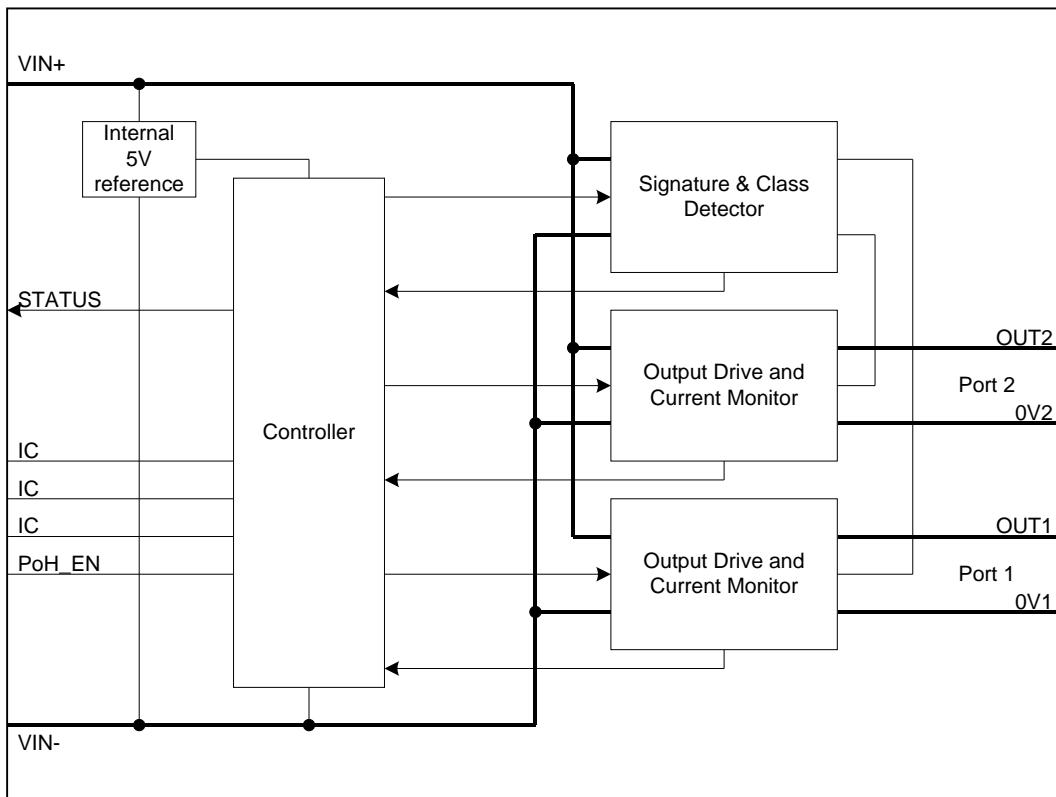 VIN+
Internal
5V
reference
Signature & Class
Detector
STATUS
OUT2
Output Drive and
Current Monitor
Port 2
Controller
0V2
IC
IC
IC
OUT1
PoH_EN
Output Drive and
Current Monitor
Port 1
0V1
VIN-